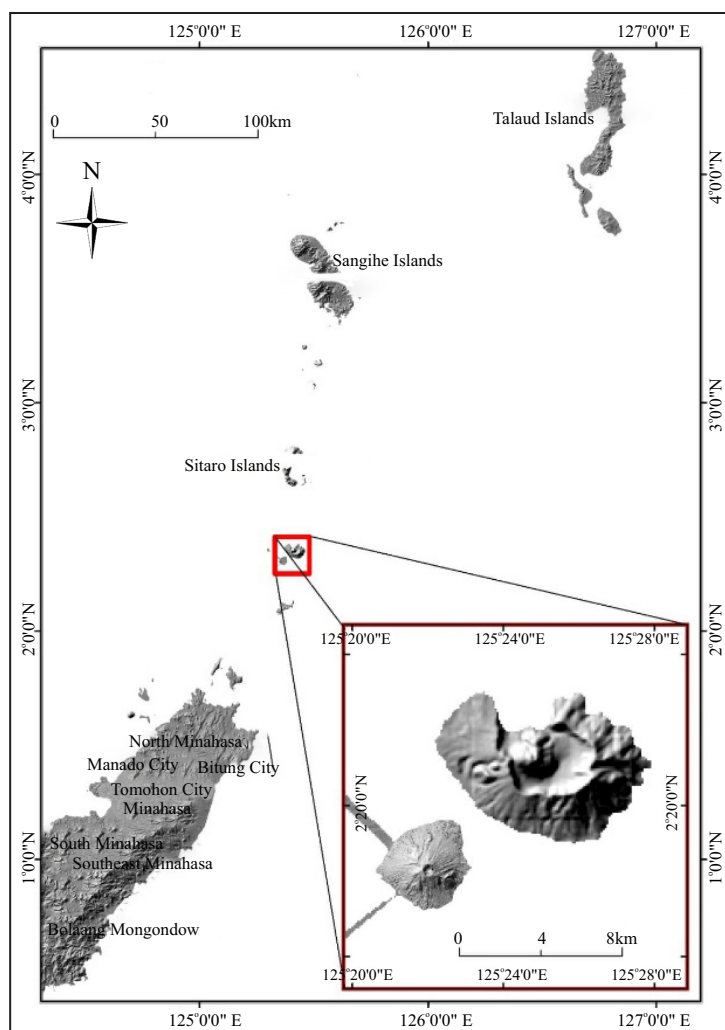 125°0'0" E 126°0'0" E 127°0'0" E
0 50 100km
Talaud Islands
N
4°0'0"N 4°0'0"N
Sangihe Islands
3°0'0"N 3°0'0"N
Sitaro Islands
2°0'0"N 2°0'0"N
125°20'0"E 125°24'0"E 125°28'0"E
North Minahasa
Manado City
Bitung City
Tomohon City
Minahasa
2°20'0"N 2°20'0"N
South Minahasa
Southeast Minahasa
1°0'0"N 1°0'0"N
Bolaang Mongondow
0 4 8km
125°20'0"E 125°24'0"E 125°28'0"E
125°0'0" E 126°0'0" E 127°0'0" E